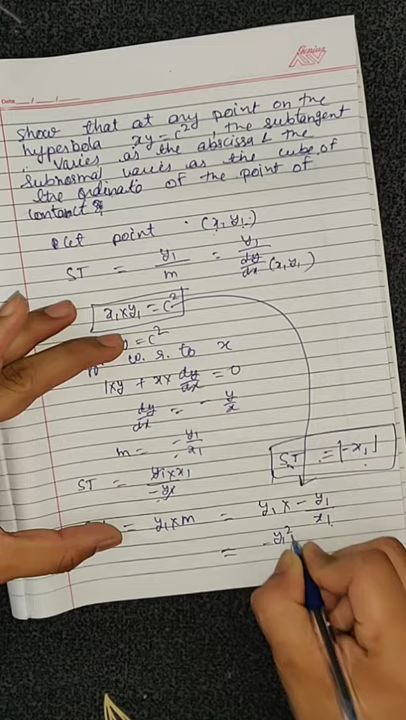 Date / /
Show that at any point on the
hyperbola xy = c², the subtangent
varies as the abscissa & the
Subnormal varies as the cube of
the ordinate of the point of
contact
Let point · (x₁ y₁)
ST = y₁/m = y₁/(dy/dx)(x₁,y₁)
x₁xy₁ = c²
= c²
w. r. to x
1xy + x x dy/dx = 0
dy/dx = - y/x
m = -y₁/x₁
ST = y₁ x x₁/-y₁
ST = |-x₁|
= y₁ x m = y₁ x - y₁/x₁
= - y₁²